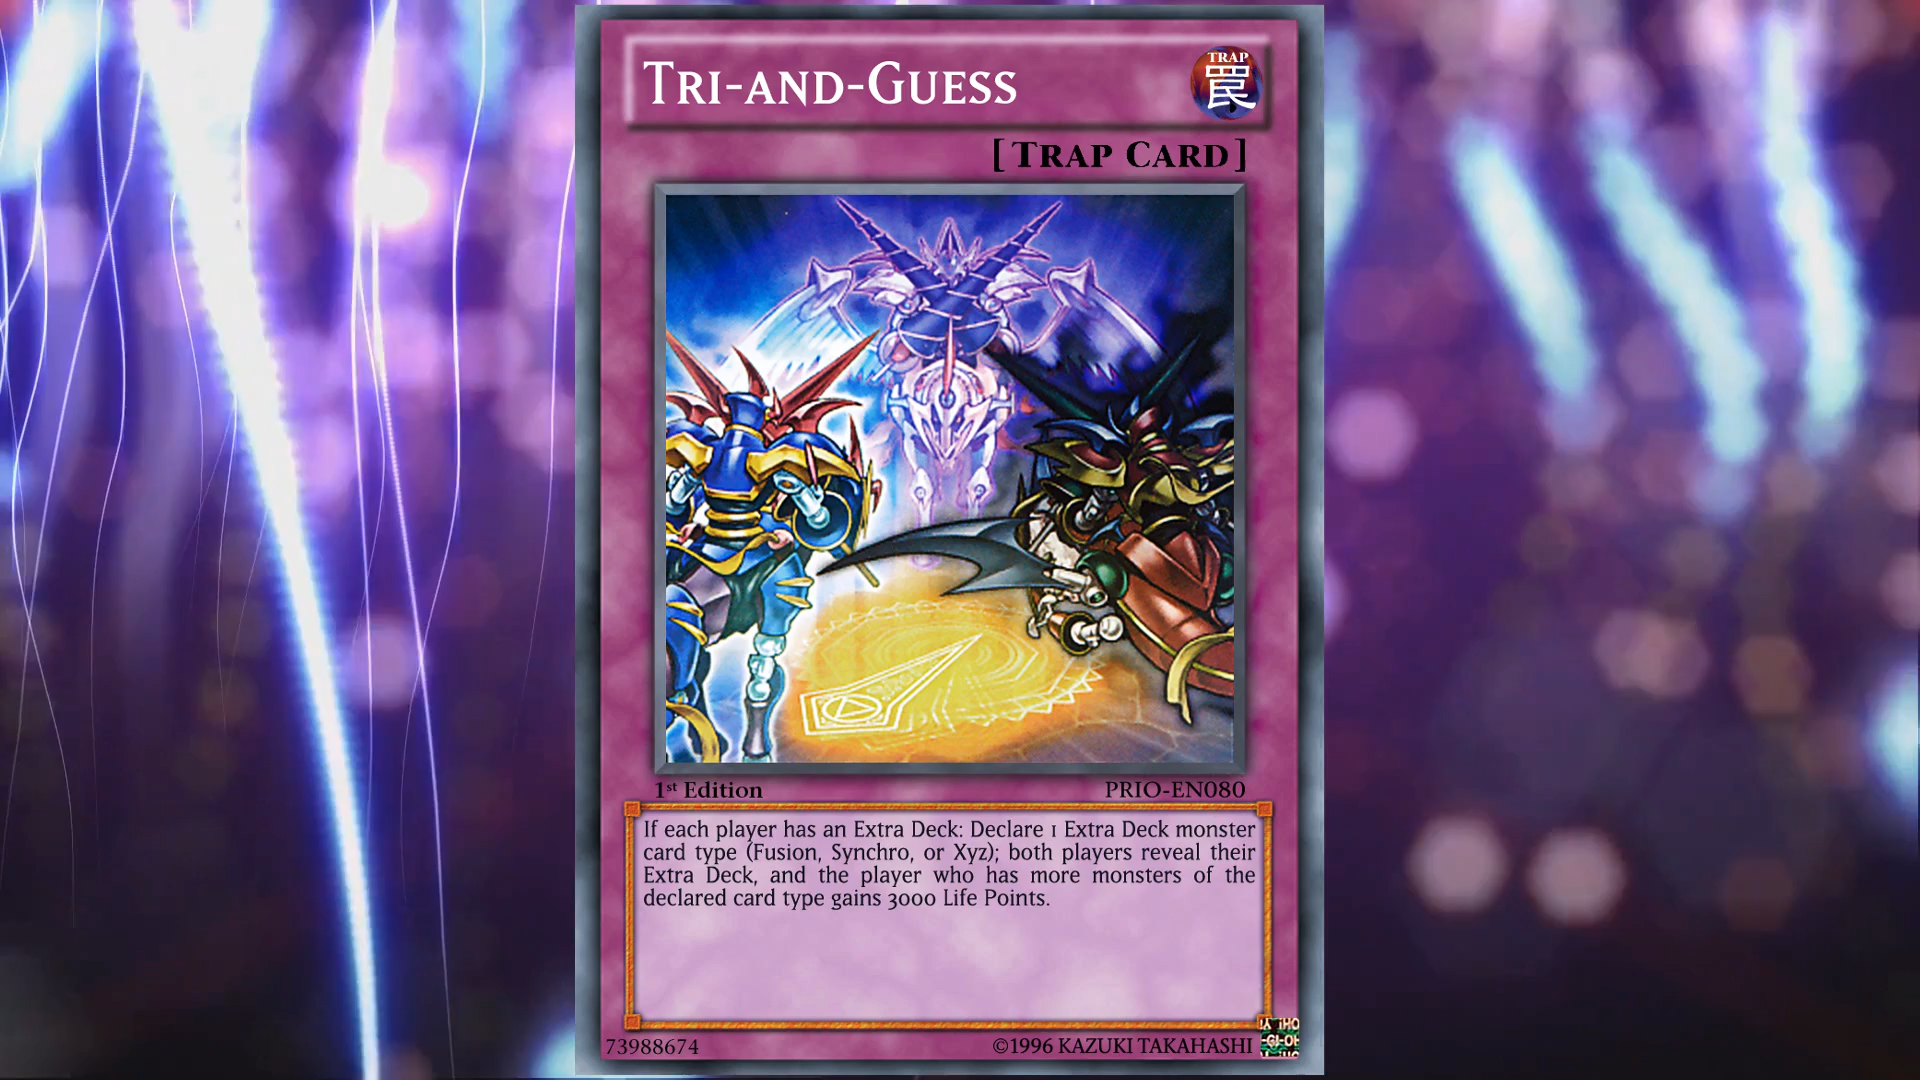 Tri-and-Guess
TRAP
罠
[Trap Card]
1st Edition
PRIO-EN080
If each player has an Extra Deck: Declare 1 Extra Deck monster
card type (Fusion, Synchro, or Xyz); both players reveal their
Extra Deck, and the player who has more monsters of the
declared card type gains 3000 Life Points.
73988674
©1996 KAZUKI TAKAHASHI